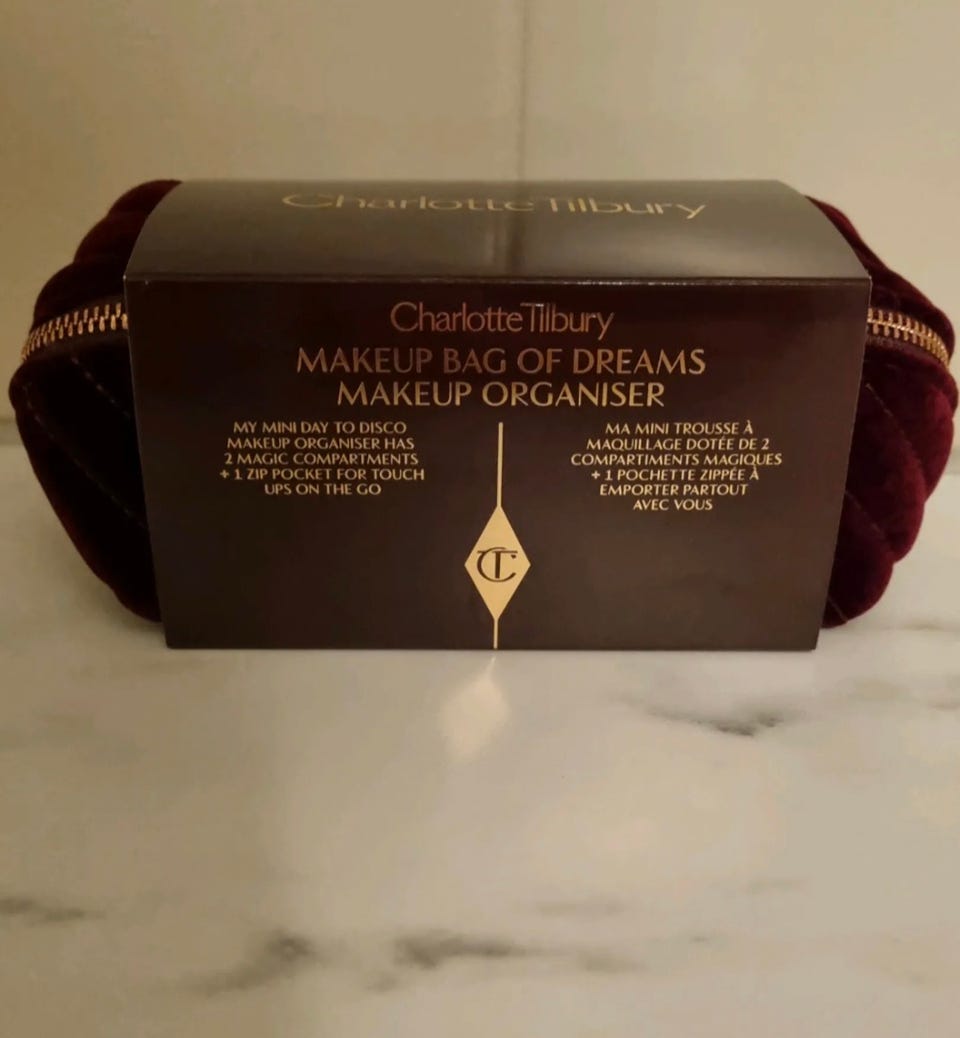 Charlotte Tilbury
Charlotte Tilbury
MAKEUP BAG OF DREAMS
MAKEUP ORGANISER
MY MINI DAY TO DISCO
MAKEUP ORGANISER HAS
2 MAGIC COMPARTMENTS
+ 1 ZIP POCKET FOR TOUCH
UPS ON THE GO
MA MINI TROUSSE À
MAQUILLAGE DOTÉE DE 2
COMPARTIMENTS MAGIQUES
+ 1 POCHETTE ZIPPÉE À
EMPORTER PARTOUT
AVEC VOUS
CT